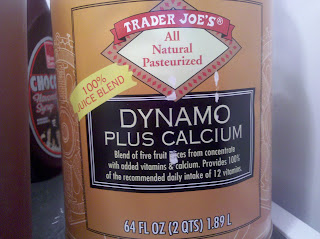 TRADER JOE'S®
All
Natural
Pasteurized
100%
JUICE BLEND
DYNAMO
PLUS CALCIUM
Blend of five fruit juices from concentrate
with added vitamins & calcium. Provides 100%
of the recommended daily intake of 12 vitamins.
64 FL OZ (2 QTS) 1.89 L
CHOC
Syrup